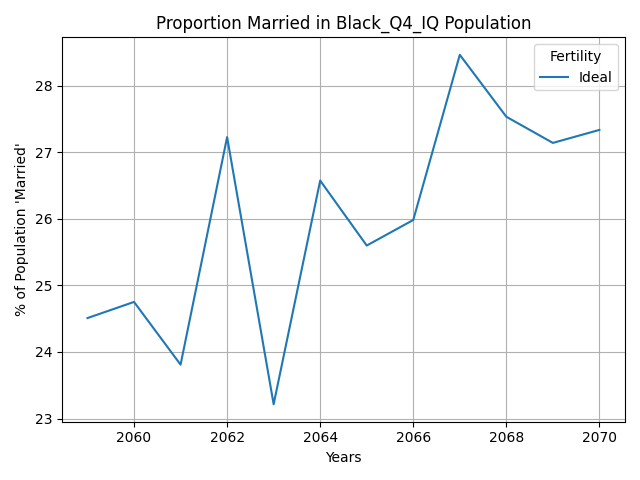 Proportion Married in Black_Q4_IQ Population
Fertility
Ideal
% of Population 'Married'
28
27
26
25
24
23
2060
2062
2064
2066
2068
2070
Years